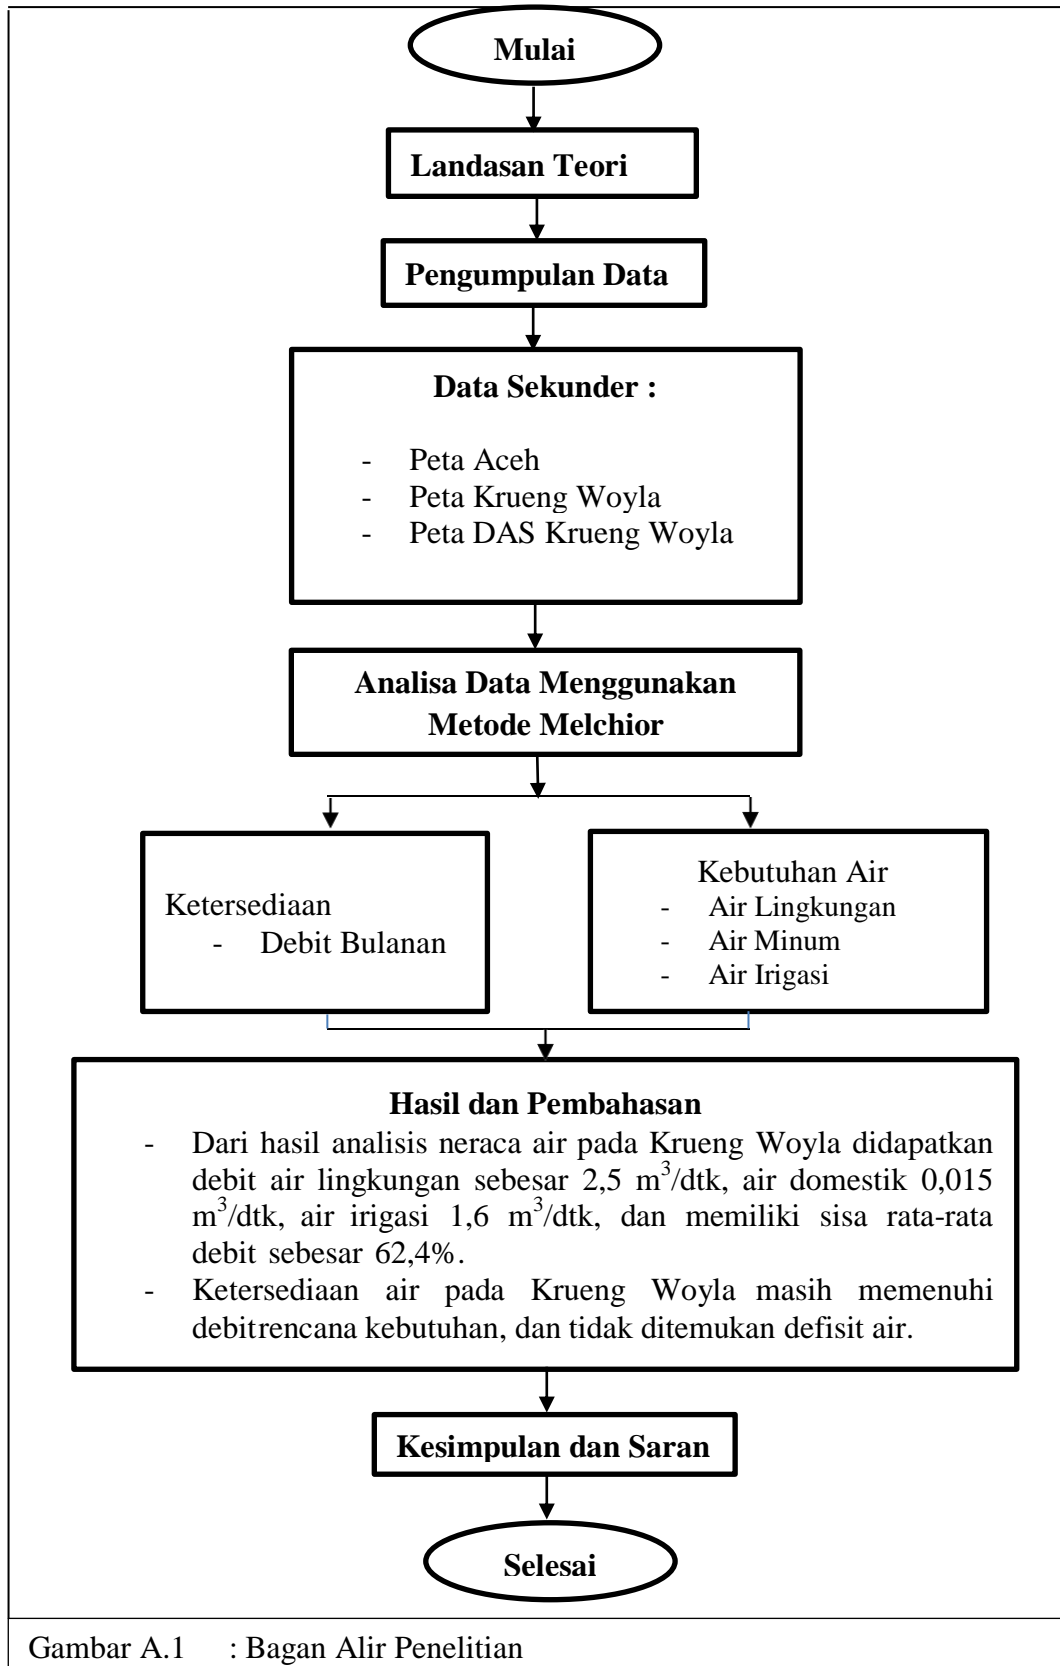 Mulai
Landasan Teori
Pengumpulan Data
Data Sekunder :
- Peta Aceh
- Peta Krueng Woyla
- Peta DAS Krueng Woyla
Analisa Data Menggunakan
Metode Melchior
Ketersediaan
- Debit Bulanan
Kebutuhan Air
- Air Lingkungan
- Air Minum
- Air Irigasi
Hasil dan Pembahasan
- Dari hasil analisis neraca air pada Krueng Woyla didapatkan
debit air lingkungan sebesar 2,5 m³/dtk, air domestik 0,015
m³/dtk, air irigasi 1,6 m³/dtk, dan memiliki sisa rata-rata
debit sebesar 62,4%.
- Ketersediaan air pada Krueng Woyla masih memenuhi
debitrencana kebutuhan, dan tidak ditemukan defisit air.
Kesimpulan dan Saran
Selesai
Gambar A.1 : Bagan Alir Penelitian